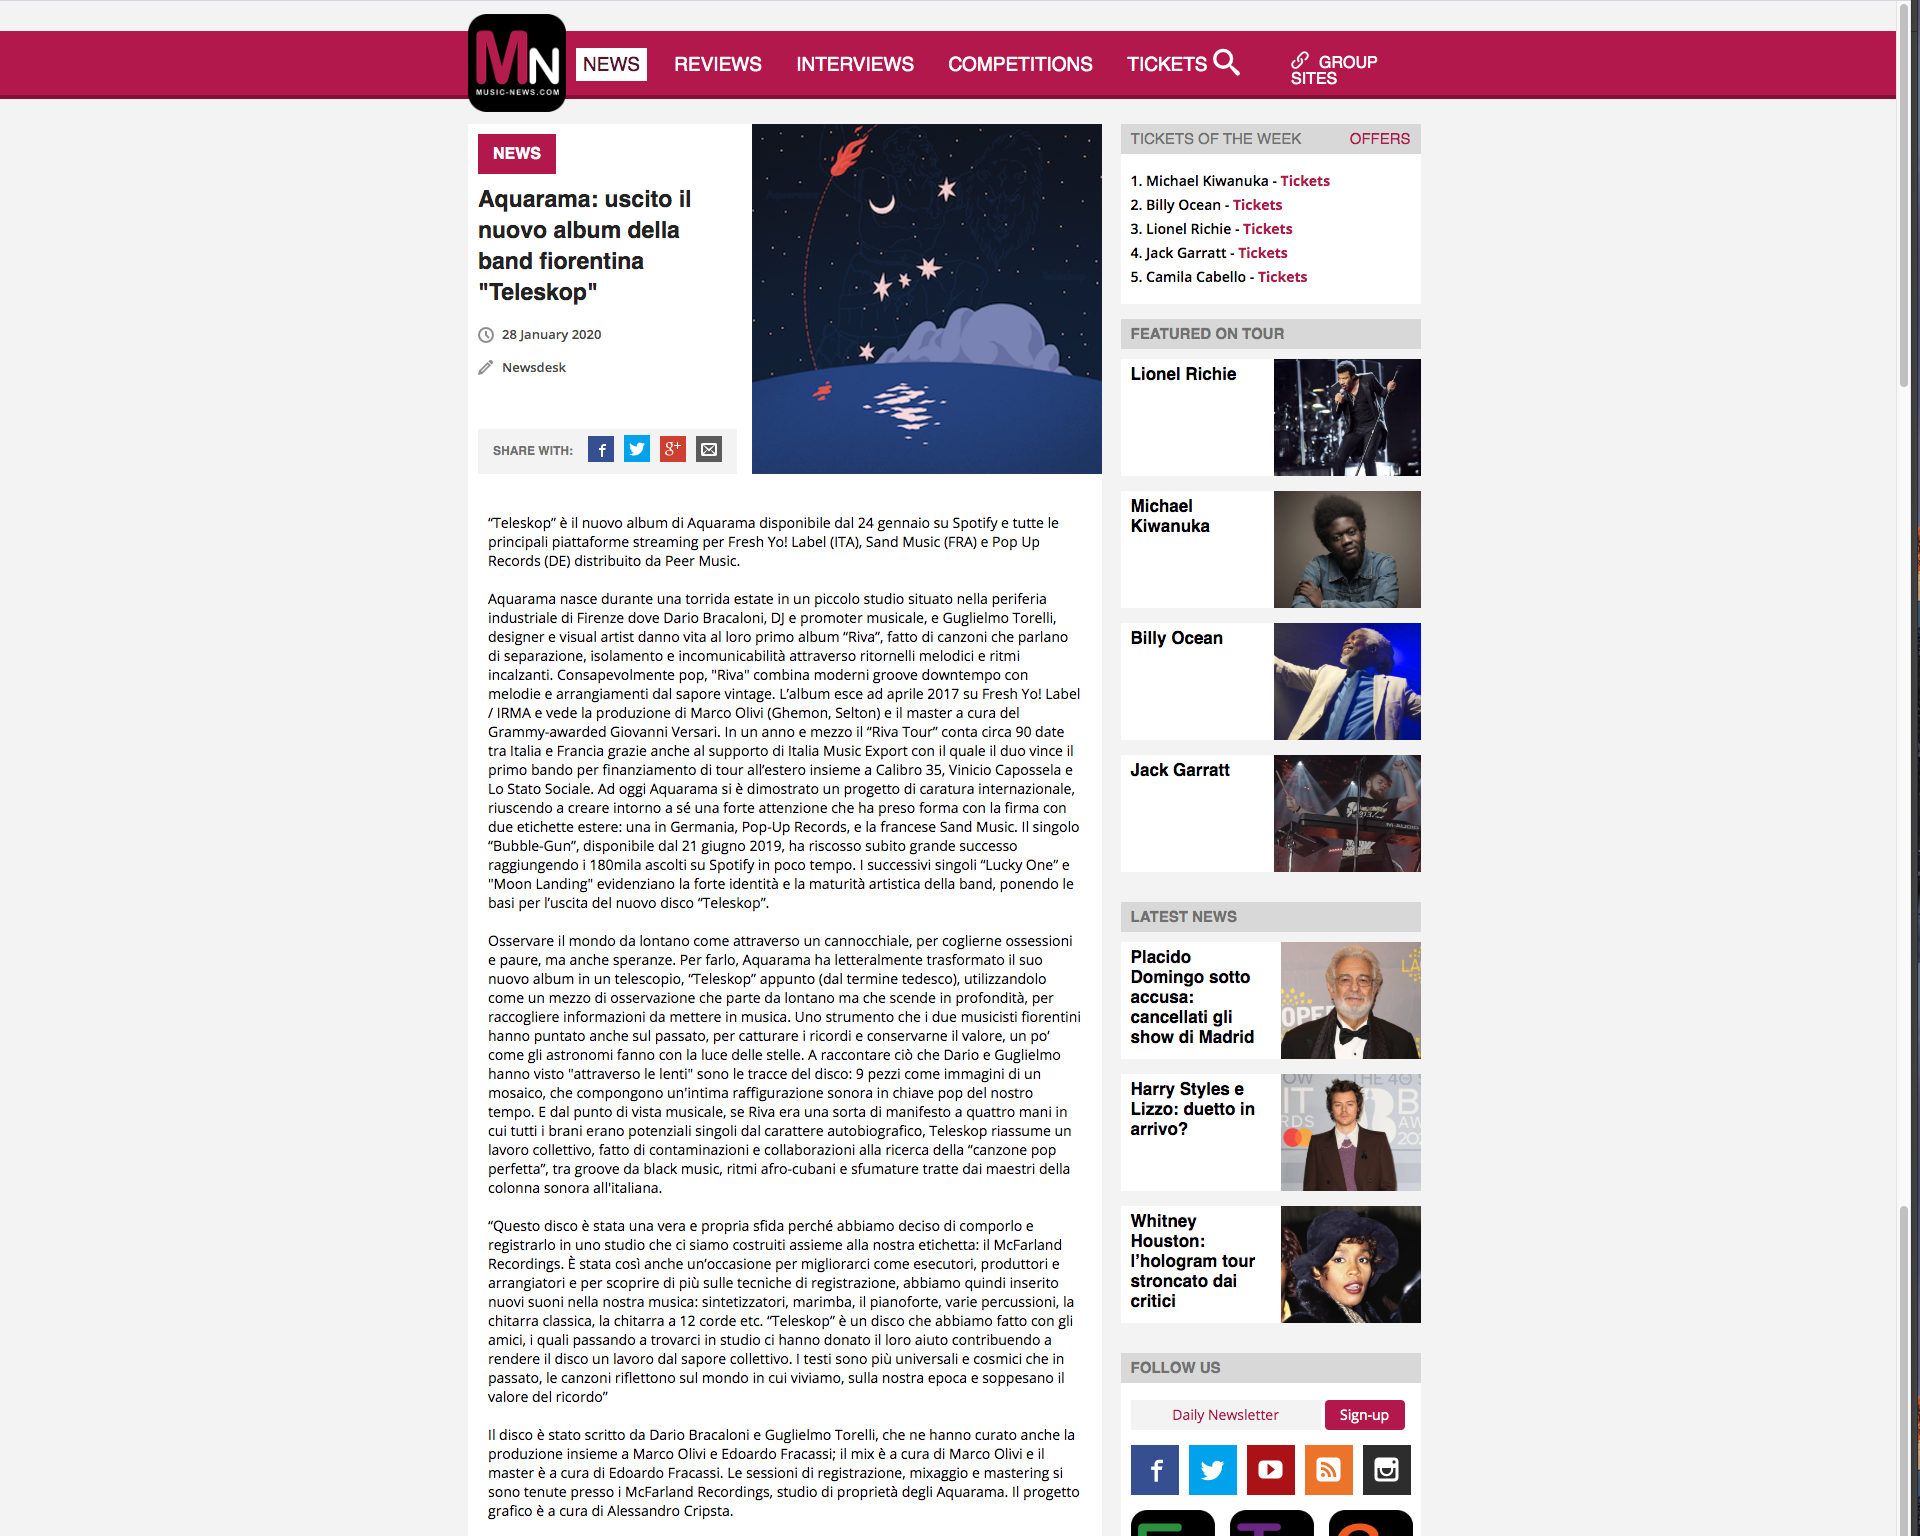 MN
MUSIC-NEWS.COM
NEWS
REVIEWS
INTERVIEWS
COMPETITIONS
TICKETS
GROUP
SITES
NEWS
Aquarama: uscito il
nuovo album della
band fiorentina
"Teleskop"
28 January 2020
Newsdesk
SHARE WITH:
“Teleskop” è il nuovo album di Aquarama disponibile dal 24 gennaio su Spotify e tutte le
principali piattaforme streaming per Fresh Yo! Label (ITA), Sand Music (FRA) e Pop Up
Records (DE) distribuito da Peer Music.
Aquarama nasce durante una torrida estate in un piccolo studio situato nella periferia
industriale di Firenze dove Dario Bracaloni, DJ e promoter musicale, e Guglielmo Torelli,
designer e visual artist danno vita al loro primo album “Riva”, fatto di canzoni che parlano
di separazione, isolamento e incomunicabilità attraverso ritornelli melodici e ritmi
incalzanti. Consapevolmente pop, "Riva" combina moderni groove downtempo con
melodie e arrangiamenti dal sapore vintage. L’album esce ad aprile 2017 su Fresh Yo! Label
/ IRMA e vede la produzione di Marco Olivi (Ghemon, Selton) e il master a cura del
Grammy-awarded Giovanni Versari. In un anno e mezzo il “Riva Tour” conta circa 90 date
tra Italia e Francia grazie anche al supporto di Italia Music Export con il quale il duo vince il
primo bando per finanziamento di tour all’estero insieme a Calibro 35, Vinicio Capossela e
Lo Stato Sociale. Ad oggi Aquarama si è dimostrato un progetto di caratura internazionale,
riuscendo a creare intorno a sé una forte attenzione che ha preso forma con la firma con
due etichette estere: una in Germania, Pop-Up Records, e la francese Sand Music. Il singolo
“Bubble-Gun”, disponibile dal 21 giugno 2019, ha riscosso subito grande successo
raggiungendo i 180mila ascolti su Spotify in poco tempo. I successivi singoli “Lucky One” e
"Moon Landing" evidenziano la forte identità e la maturità artistica della band, ponendo le
basi per l’uscita del nuovo disco “Teleskop”.
Osservare il mondo da lontano come attraverso un cannocchiale, per coglierne ossessioni
e paure, ma anche speranze. Per farlo, Aquarama ha letteralmente trasformato il suo
nuovo album in un telescopio, “Teleskop” appunto (dal termine tedesco), utilizzandolo
come un mezzo di osservazione che parte da lontano ma che scende in profondità, per
raccogliere informazioni da mettere in musica. Uno strumento che i due musicisti fiorentini
hanno puntato anche sul passato, per catturare i ricordi e conservarne il valore, un po’
come gli astronomi fanno con la luce delle stelle. A raccontare ciò che Dario e Guglielmo
hanno visto "attraverso le lenti" sono le tracce del disco: 9 pezzi come immagini di un
mosaico, che compongono un'intima raffigurazione sonora in chiave pop del nostro
tempo. E dal punto di vista musicale, se Riva era una sorta di manifesto a quattro mani in
cui tutti i brani erano potenziali singoli dal carattere autobiografico, Teleskop riassume un
lavoro collettivo, fatto di contaminazioni e collaborazioni alla ricerca della “canzone pop
perfetta”, tra groove da black music, ritmi afro-cubani e sfumature tratte dai maestri della
colonna sonora all'italiana.
“Questo disco è stata una vera e propria sfida perché abbiamo deciso di comporlo e
registrarlo in uno studio che ci siamo costruiti assieme alla nostra etichetta: il McFarland
Recordings. È stata così anche un’occasione per migliorarci come esecutori, produttori e
arrangiatori e per scoprire di più sulle tecniche di registrazione, abbiamo quindi inserito
nuovi suoni nella nostra musica: sintetizzatori, marimba, il pianoforte, varie percussioni, la
chitarra classica, la chitarra a 12 corde etc. “Teleskop” è un disco che abbiamo fatto con gli
amici, i quali passando a trovarci in studio ci hanno donato il loro aiuto contribuendo a
rendere il disco un lavoro dal sapore collettivo. I testi sono più universali e cosmici che in
passato, le canzoni riflettono sul mondo in cui viviamo, sulla nostra epoca e soppesano il
valore del ricordo”
Il disco è stato scritto da Dario Bracaloni e Guglielmo Torelli, che ne hanno curato anche la
produzione insieme a Marco Olivi e Edoardo Fracassi; il mix è a cura di Marco Olivi e il
master è a cura di Edoardo Fracassi. Le sessioni di registrazione, mixaggio e mastering si
sono tenute presso i McFarland Recordings, studio di proprietà degli Aquarama. Il progetto
grafico è a cura di Alessandro Cripsta.
TICKETS OF THE WEEK
OFFERS
1. Michael Kiwanuka - Tickets
2. Billy Ocean - Tickets
3. Lionel Richie - Tickets
4. Jack Garratt - Tickets
5. Camila Cabello - Tickets
FEATURED ON TOUR
Lionel Richie
Michael
Kiwanuka
Billy Ocean
Jack Garratt
M-AUDIO
LATEST NEWS
Placido
Domingo sotto
accusa:
cancellati gli
show di Madrid
Harry Styles e
Lizzo: duetto in
arrivo?
Whitney
Houston:
l’hologram tour
stroncato dai
critici
FOLLOW US
Daily Newsletter
Sign-up